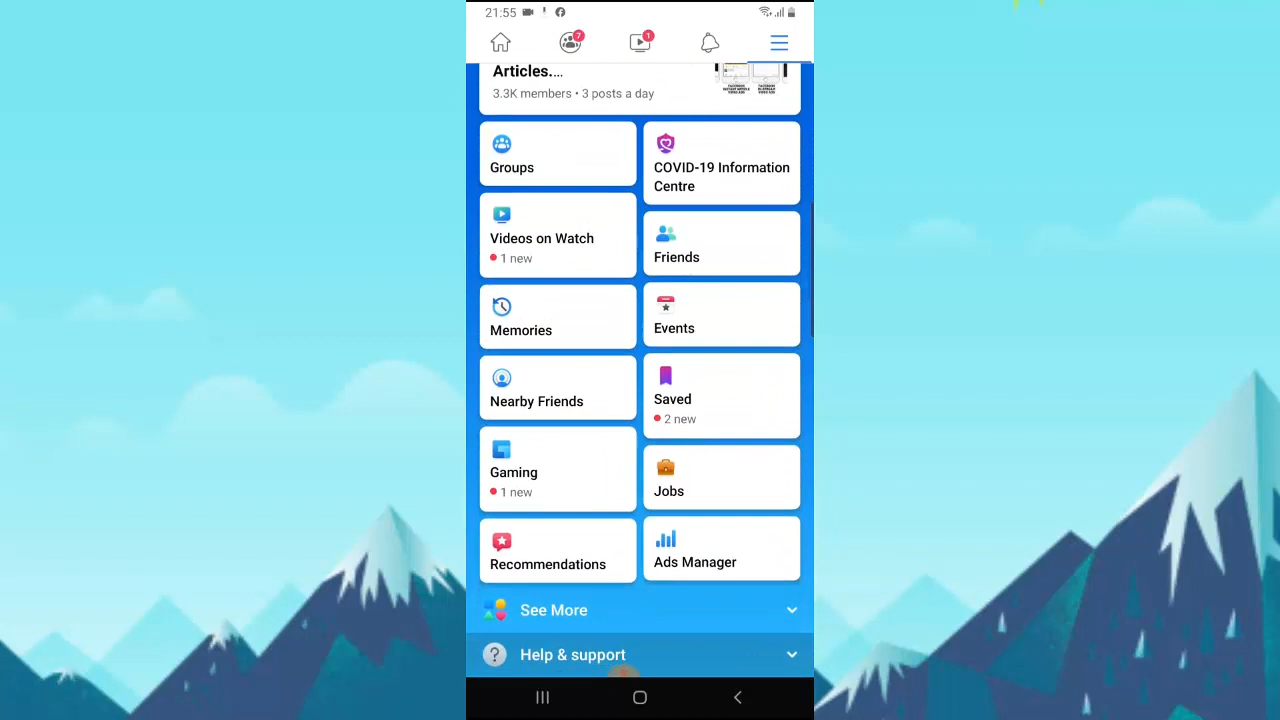 21:55
7
1
Articles....
3.3K members • 3 posts a day
Groups
COVID-19 Information
Centre
Videos on Watch
1 new
Friends
Memories
Events
Nearby Friends
Saved
2 new
Gaming
1 new
Jobs
Recommendations
Ads Manager
See More
Help & support